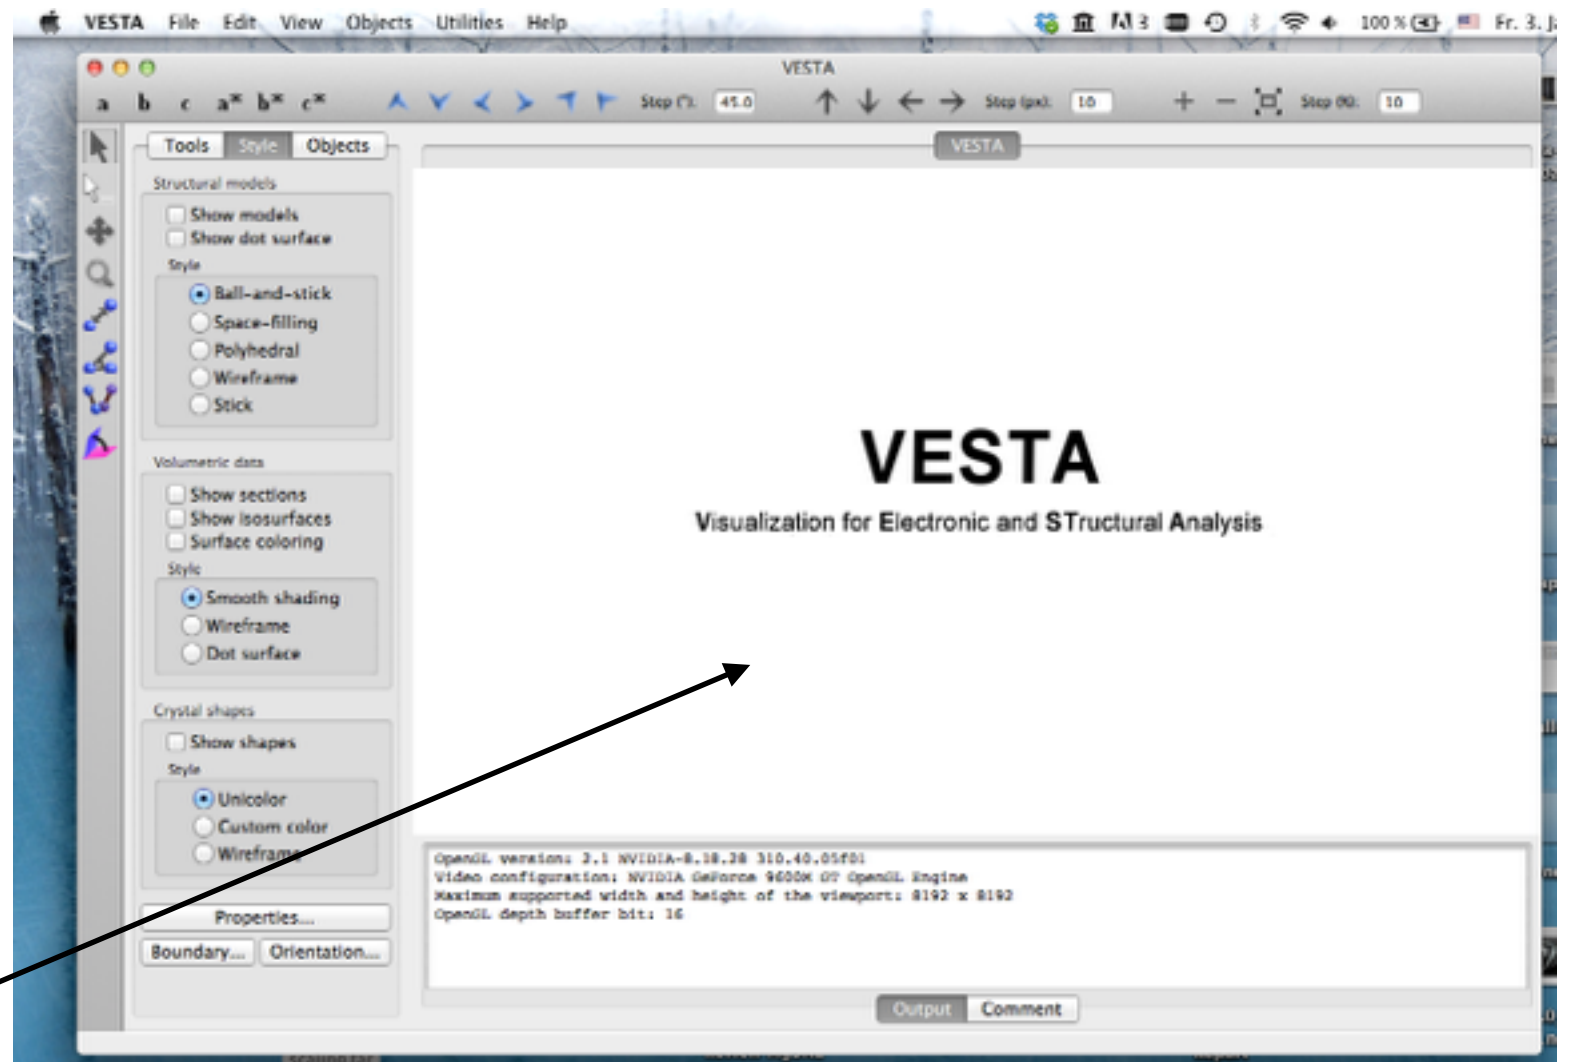 VESTA File Edit View Objects Utilities Help 3 100 % Fr. 3.
VESTA
a b c a* b* c* Step (°): 45.0 Step (px): 10 Step (%): 10
Tools Style Objects
VESTA
Structural models
Show models
Show dot surface
Style
Ball-and-stick
Space-filling
Polyhedral
Wireframe
Stick
Volumetric data
Show sections
Show isosurfaces
Surface coloring
Style
Smooth shading
Wireframe
Dot surface
Crystal shapes
Show shapes
Style
Unicolor
Custom color
Wireframe
Properties...
Boundary... Orientation...
VESTA
Visualization for Electronic and STructural Analysis
OpenGL version: 2.1 NVIDIA-8.18.28 310.40.05f01
Video configuration: NVIDIA GeForce 9600M GT OpenGL Engine
Maximum supported width and height of the viewport: 8192 x 8192
OpenGL depth buffer bit: 16
Output Comment